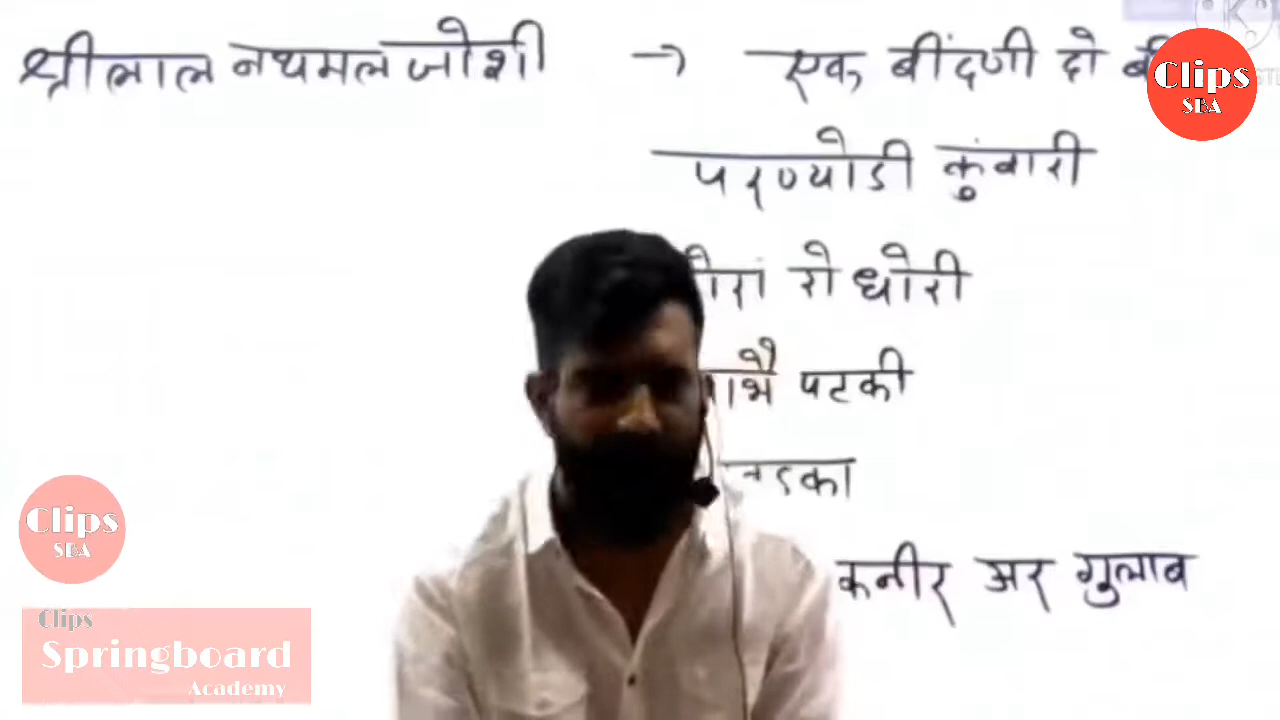 श्रीलाल नथमल जोशी → एक बींदणी दो
परण्योडी कुंवारी
रो धोरी
पटकी
कनीर अर गुलाब
Clips
SBA
Clips
SBA
Clips
Springboard
Academy